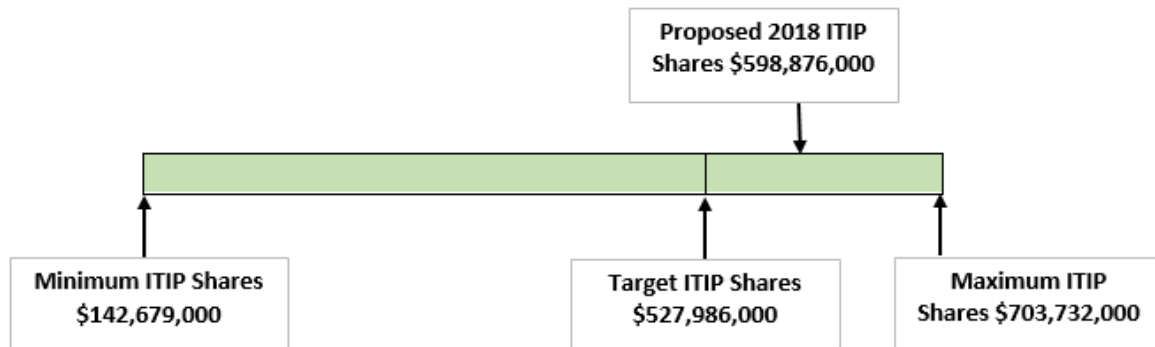 Proposed 2018 ITIP
Shares $598,876,000
Minimum ITIP Shares
$142,679,000
Target ITIP Shares
$527,986,000
Maximum ITIP
Shares $703,732,000